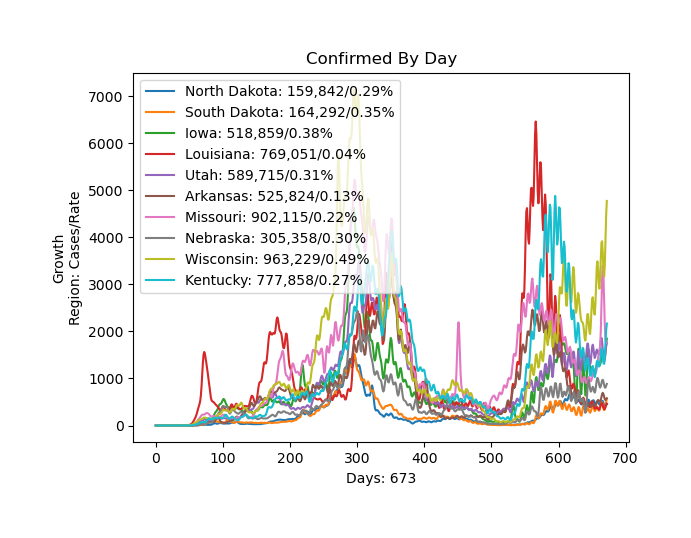 Confirmed By Day
Growth
Region: Cases/Rate
7000
6000
5000
4000
3000
2000
1000
0
North Dakota: 159,842/0.29%
South Dakota: 164,292/0.35%
Iowa: 518,859/0.38%
Louisiana: 769,051/0.04%
Utah: 589,715/0.31%
Arkansas: 525,824/0.13%
Missouri: 902,115/0.22%
Nebraska: 305,358/0.30%
Wisconsin: 963,229/0.49%
Kentucky: 777,858/0.27%
0 100 200 300 400 500 600 700
Days: 673